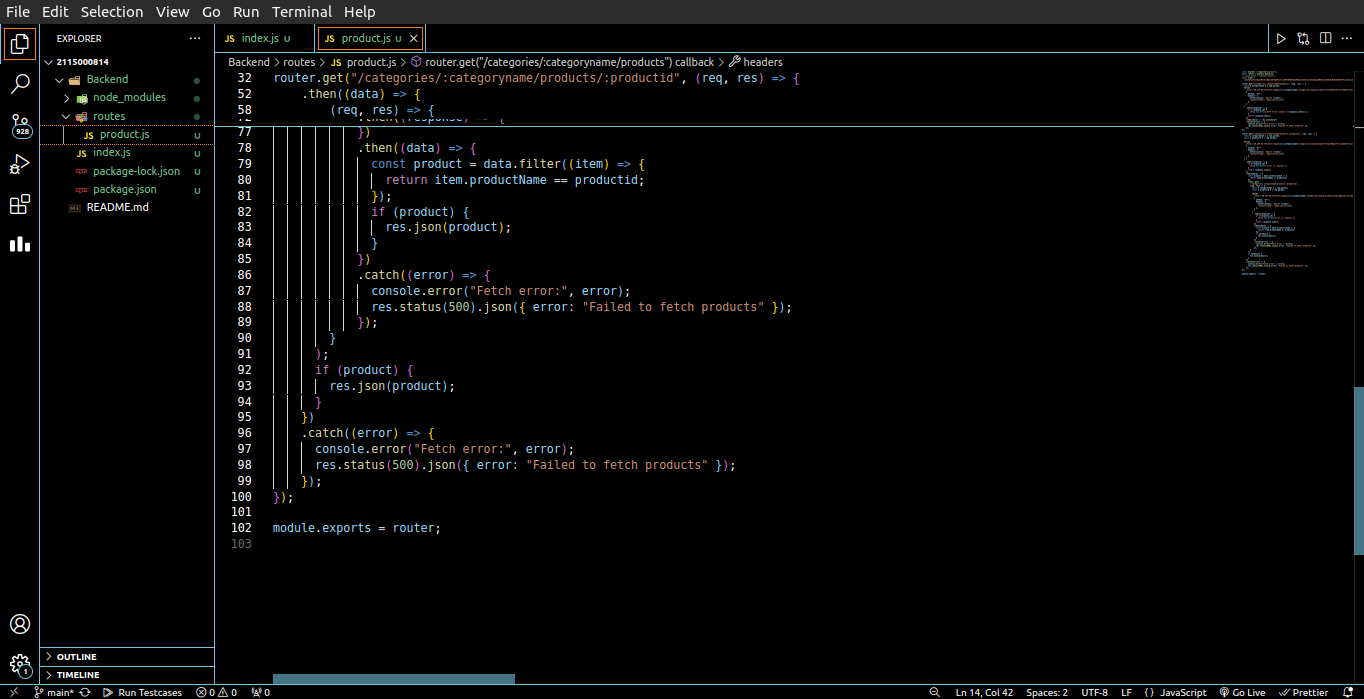 File Edit Selection View Go Run Terminal Help
EXPLORER
2115000814
Backend
node_modules
routes
JS product.js U
JS index.js U
package-lock.json U
package.json U
README.md
OUTLINE
TIMELINE
928
1
JS index.js U JS product.js U
Backend > routes > JS product.js > router.get("/categories/:categoryname/products") callback > headers
32 router.get("/categories/:categoryname/products/:productid", (req, res) => {
52 .then((data) => {
58 (req, res) => {
72 .then((response) => {
77 })
78 .then((data) => {
79 const product = data.filter((item) => {
80 return item.productName == productid;
81 });
82 if (product) {
83 res.json(product);
84 }
85 })
86 .catch((error) => {
87 console.error("Fetch error:", error);
88 res.status(500).json({ error: "Failed to fetch products" });
89 });
90 }
91 );
92 if (product) {
93 res.json(product);
94 }
95 })
96 .catch((error) => {
97 console.error("Fetch error:", error);
98 res.status(500).json({ error: "Failed to fetch products" });
99 });
100 });
101
102 module.exports = router;
103
main* Run Testcases 0 0 0 Ln 14, Col 42 Spaces: 2 UTF-8 LF {} JavaScript Go Live Prettier